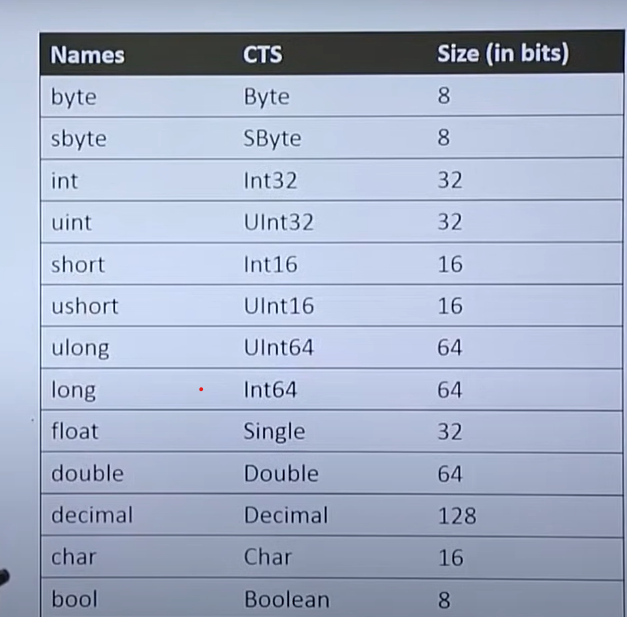 Names CTS Size (in bits)
byte Byte 8
sbyte SByte 8
int Int32 32
uint UInt32 32
short Int16 16
ushort UInt16 16
ulong UInt64 64
long Int64 64
float Single 32
double Double 64
decimal Decimal 128
char Char 16
bool Boolean 8